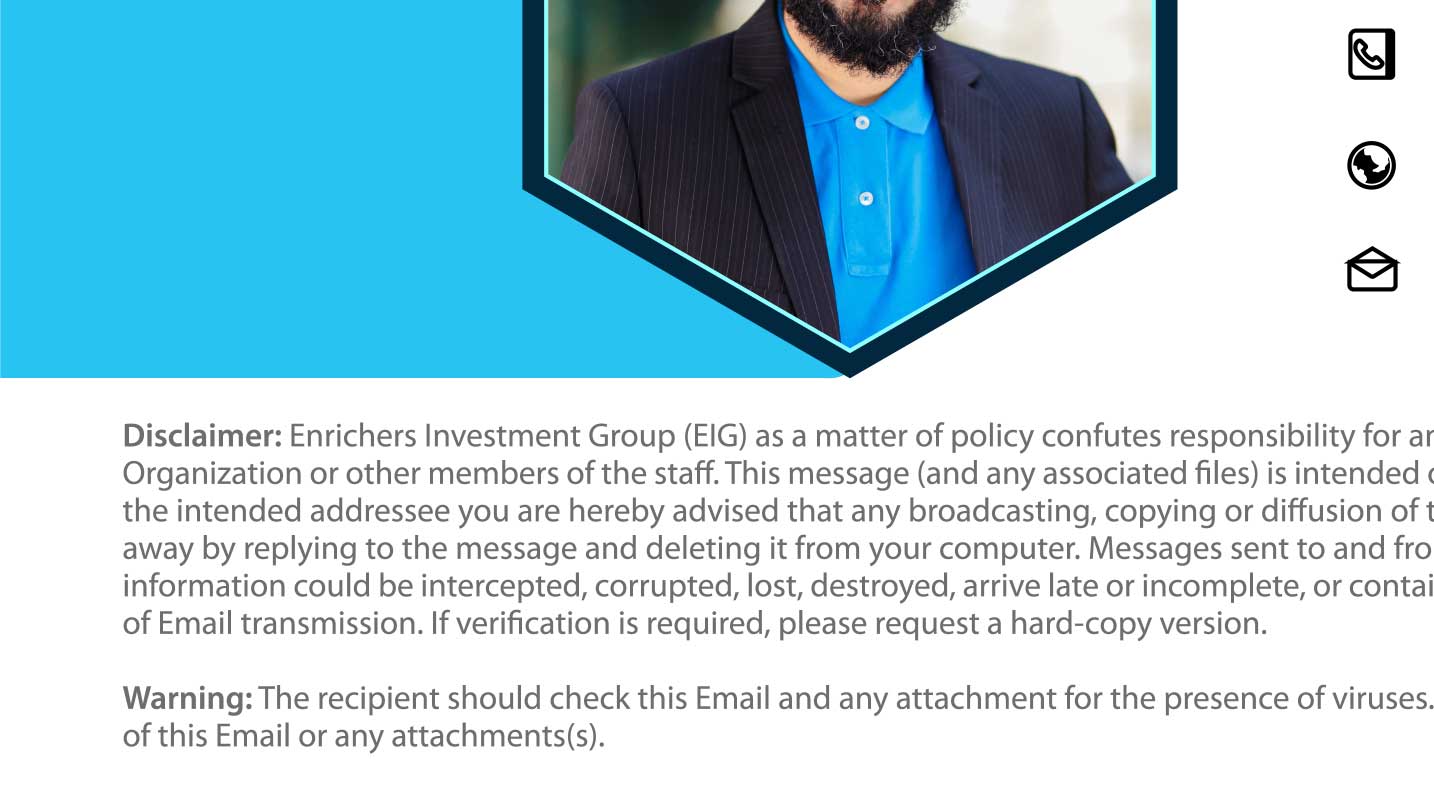 Disclaimer: Enrichers Investment Group (EIG) as a matter of policy confutes responsibility for
Organization or other members of the staff. This message (and any associated files) is intended
the intended addressee you are hereby advised that any broadcasting, copying or diffusion of
away by replying to the message and deleting it from your computer. Messages sent to and
information could be intercepted, corrupted, lost, destroyed, arrive late or incomplete, or
of Email transmission. If verification is required, please request a hard-copy version.
Warning: The recipient should check this Email and any attachment for the presence of viruses.
of this Email or any attachments(s).